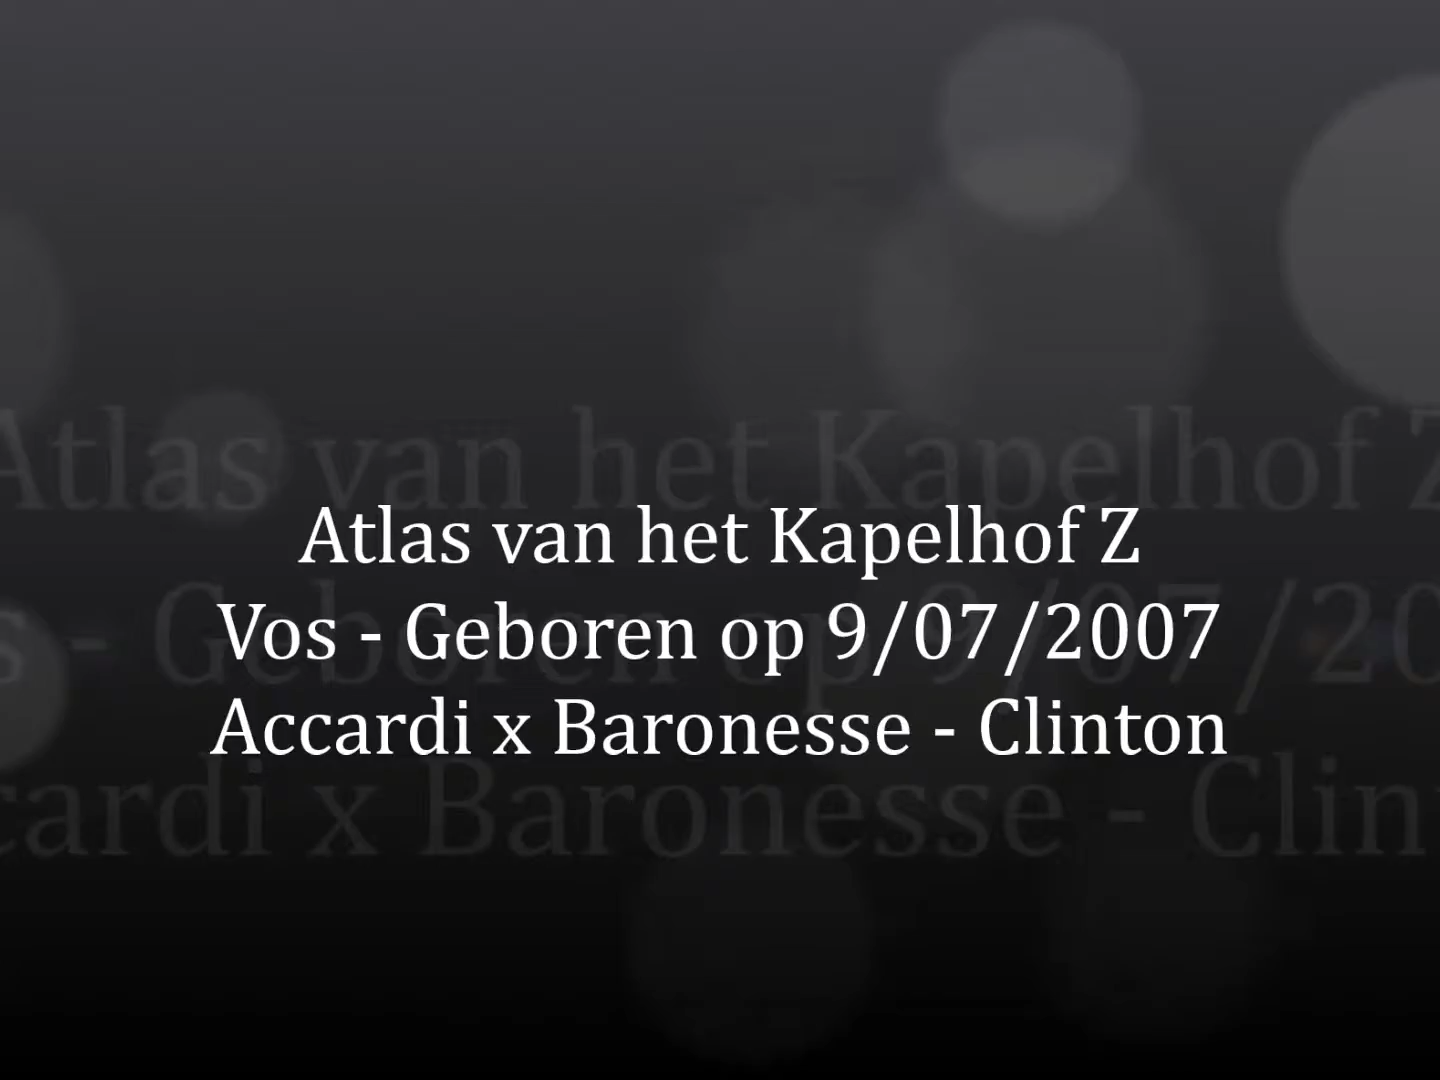 Atlas van het Kapelhof Z
Vos - Geboren op 9/07/2007
Accardi x Baronesse - Clinton